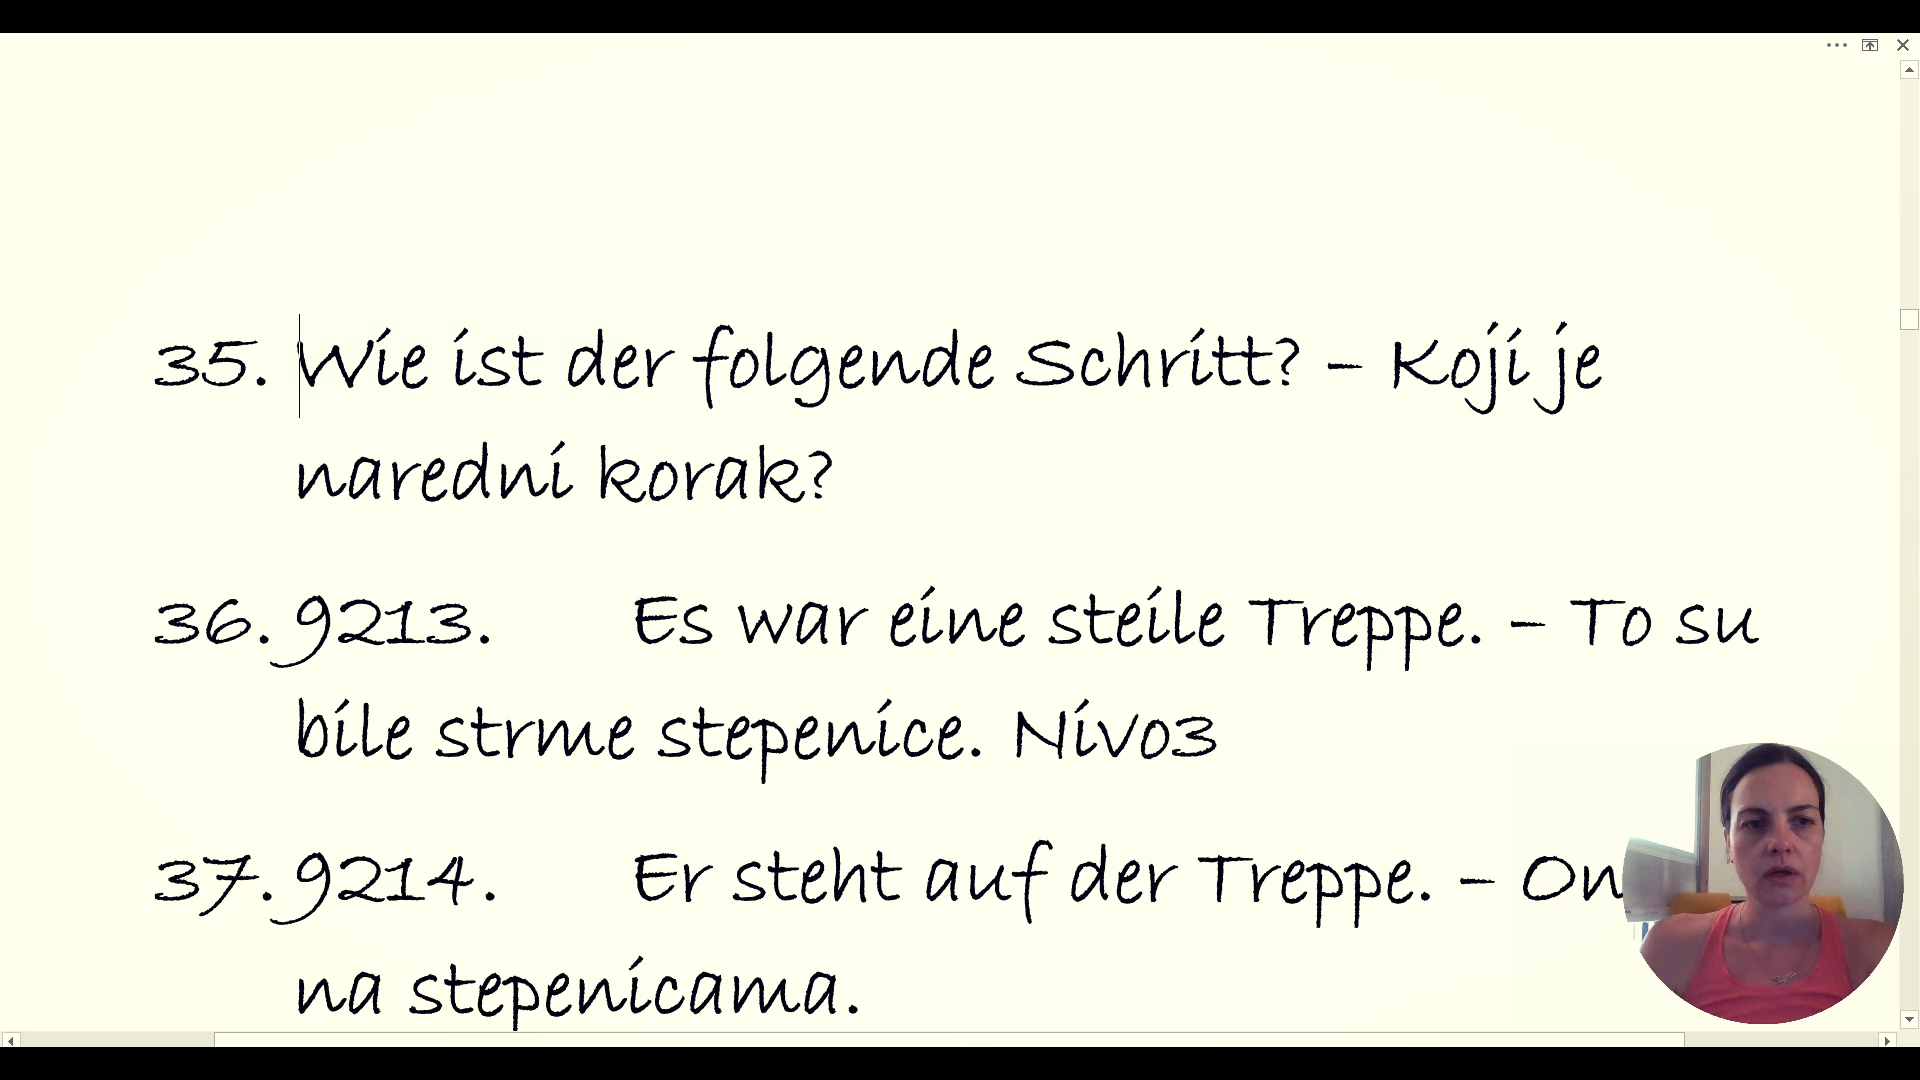 35. Wie ist der folgende Schritt? – Koji je
naredni korak?
36. 9213. Es war eine steile Treppe. – To su
bile strme stepenice. Nivo3
37. 9214. Er steht auf der Treppe. – On
na stepenicama.